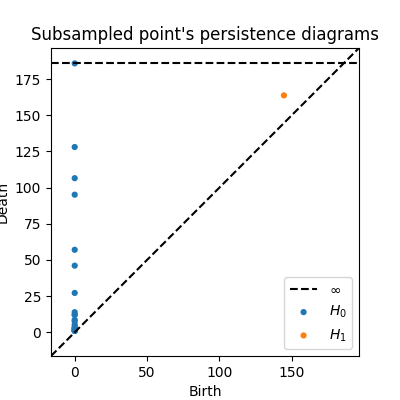 Subsampled point's persistence diagrams
175
150
125
100
75
50
25
0
Death
0 50 100 150
Birth
∞
H₀
H₁